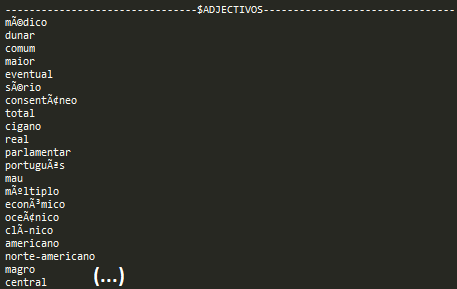 --------------------------------$ADJECTIVOS--------------------------------
mÃ©dico
dunar
comum
maior
eventual
sÃ©rio
consentÃ¢neo
total
cigano
real
parlamentar
portuguÃªs
mau
mÃºltiplo
econÃ³mico
oceÃ¢nico
clÃ-nico
americano
norte-americano
magro
central (...)